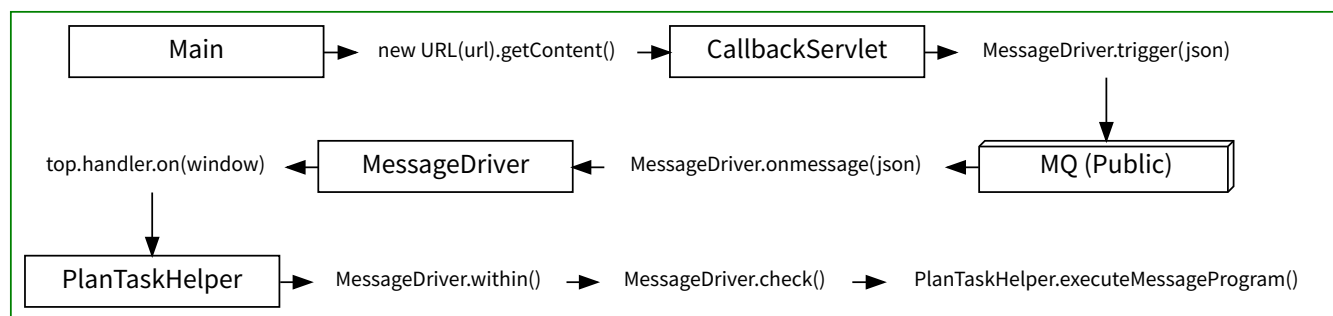 Main
new URL(url).getContent()
CallbackServlet
MessageDriver.trigger(json)
MQ (Public)
MessageDriver.onmessage(json)
MessageDriver
top.handler.on(window)
PlanTaskHelper
MessageDriver.within()
MessageDriver.check()
PlanTaskHelper.executeMessageProgram()